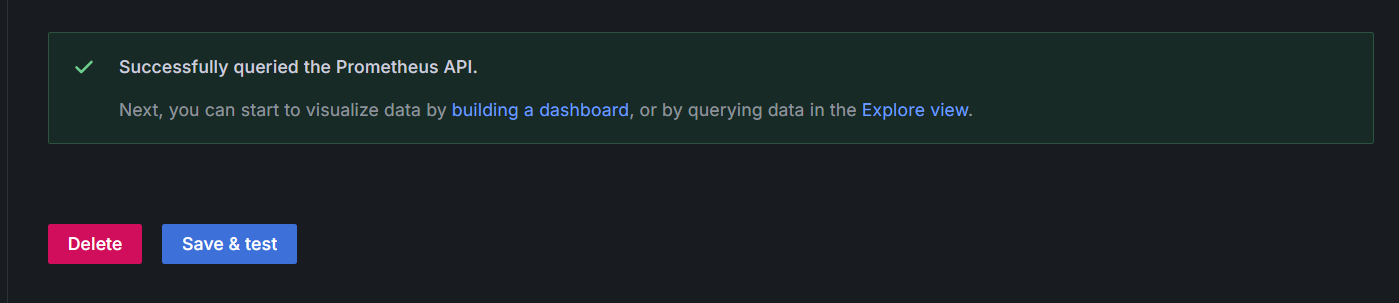 Successfully queried the Prometheus API.
Next, you can start to visualize data by building a dashboard, or by querying data in the Explore view.
Delete
Save & test